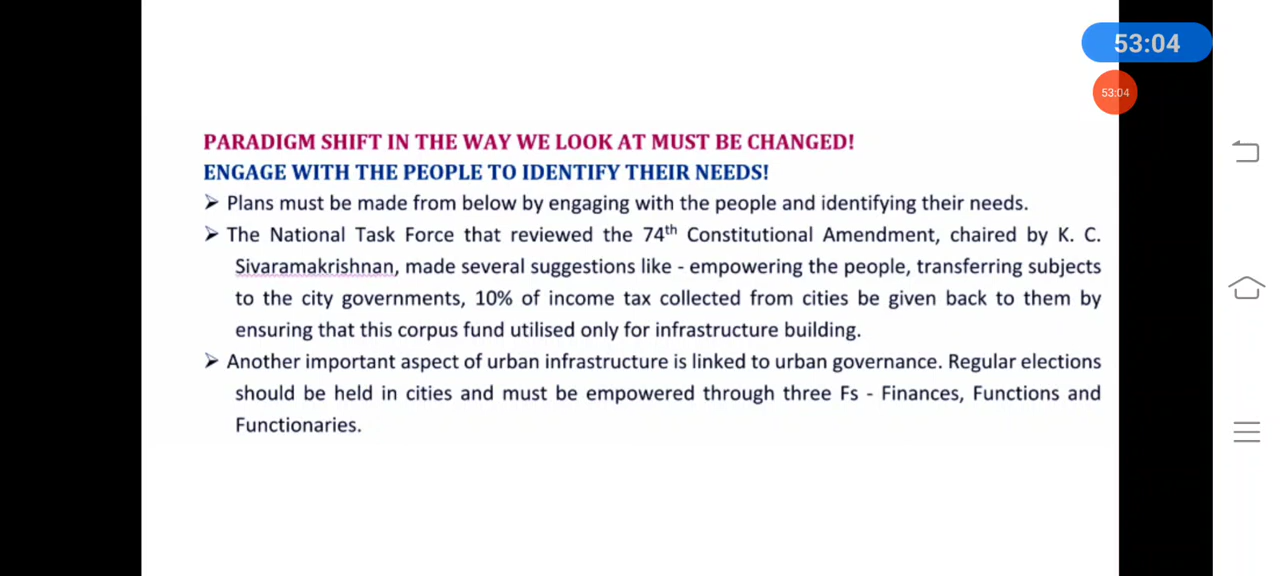 53:04
53:04
PARADIGM SHIFT IN THE WAY WE LOOK AT MUST BE CHANGED!
ENGAGE WITH THE PEOPLE TO IDENTIFY THEIR NEEDS!
➢ Plans must be made from below by engaging with the people and identifying their needs.
➢ The National Task Force that reviewed the 74th Constitutional Amendment, chaired by K. C.
Sivaramakrishnan, made several suggestions like - empowering the people, transferring subjects
to the city governments, 10% of income tax collected from cities be given back to them by
ensuring that this corpus fund utilised only for infrastructure building.
➢ Another important aspect of urban infrastructure is linked to urban governance. Regular elections
should be held in cities and must be empowered through three Fs - Finances, Functions and
Functionaries.